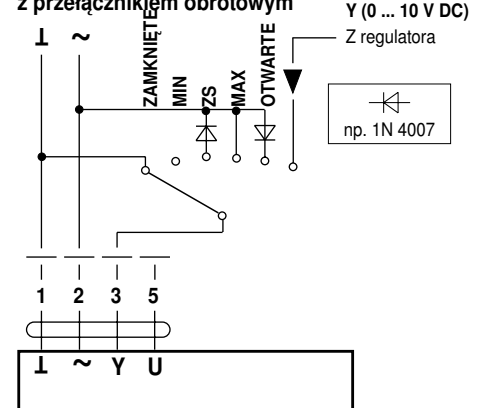 z przełącznikiem obrotowym
Y (0 ... 10 V DC)
Z regulatora
⊥ ~
ZAMKNIĘTE
MIN
ZS
MAX
OTWARTE
np. 1N 4007
1 2 3 5
⊥ ~ Y U